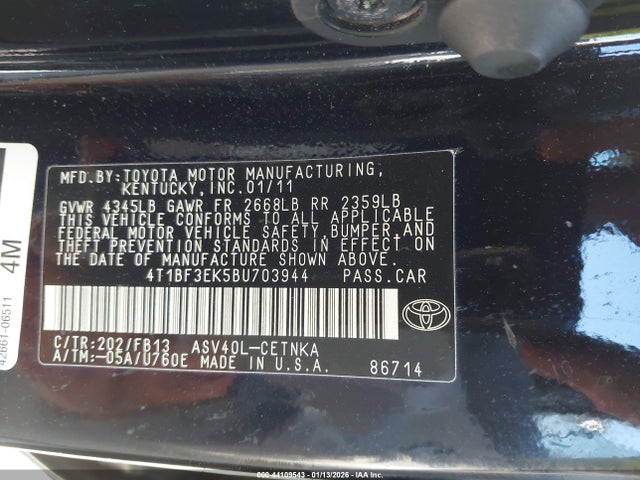 MFD.BY:TOYOTA MOTOR MANUFACTURING,
KENTUCKY, INC. 01/11
GVWR 4345LB GAWR FR 2668LB RR 2359LB
THIS VEHICLE CONFORMS TO ALL APPLICABLE
FEDERAL MOTOR VEHICLE SAFETY, BUMPER, AND
THEFT PREVENTION STANDARDS IN EFFECT ON
THE DATE OF MANUFACTURE SHOWN ABOVE.
4T1BF3EK5BU703944 PASS.CAR
C/TR:202/FB13 ASV40L-CETNKA
A/TM:-05A/U760E MADE IN U.S.A. 86714
4M
42661-06511
000-44109543 - 01/13/2026 - IAA